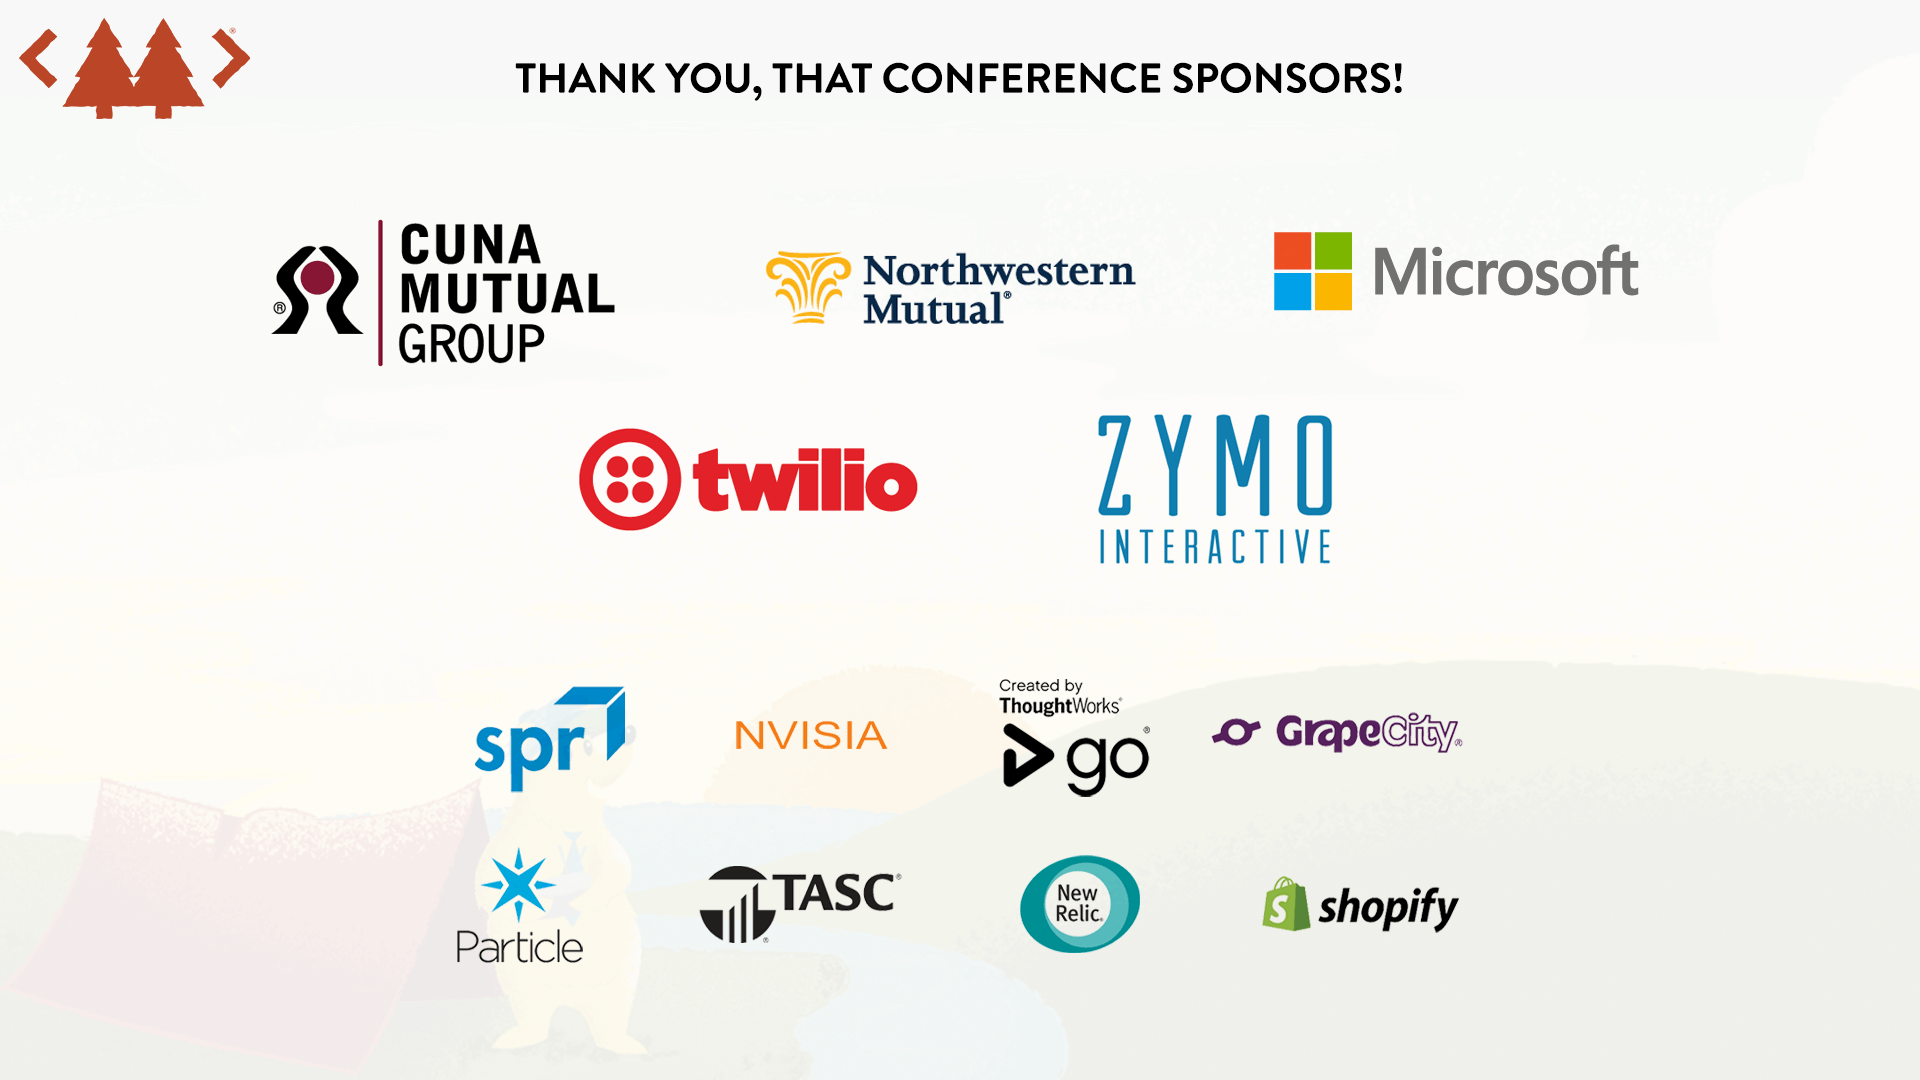 THANK YOU, THAT CONFERENCE SPONSORS!
CUNA
MUTUAL
GROUP
®
Northwestern
Mutual®
Microsoft
twilio
ZYMO
INTERACTIVE
spr
NVISIA
Created by
ThoughtWorks®
go®
GrapeCity®
Particle
TASC®
New
Relic.
S shopify